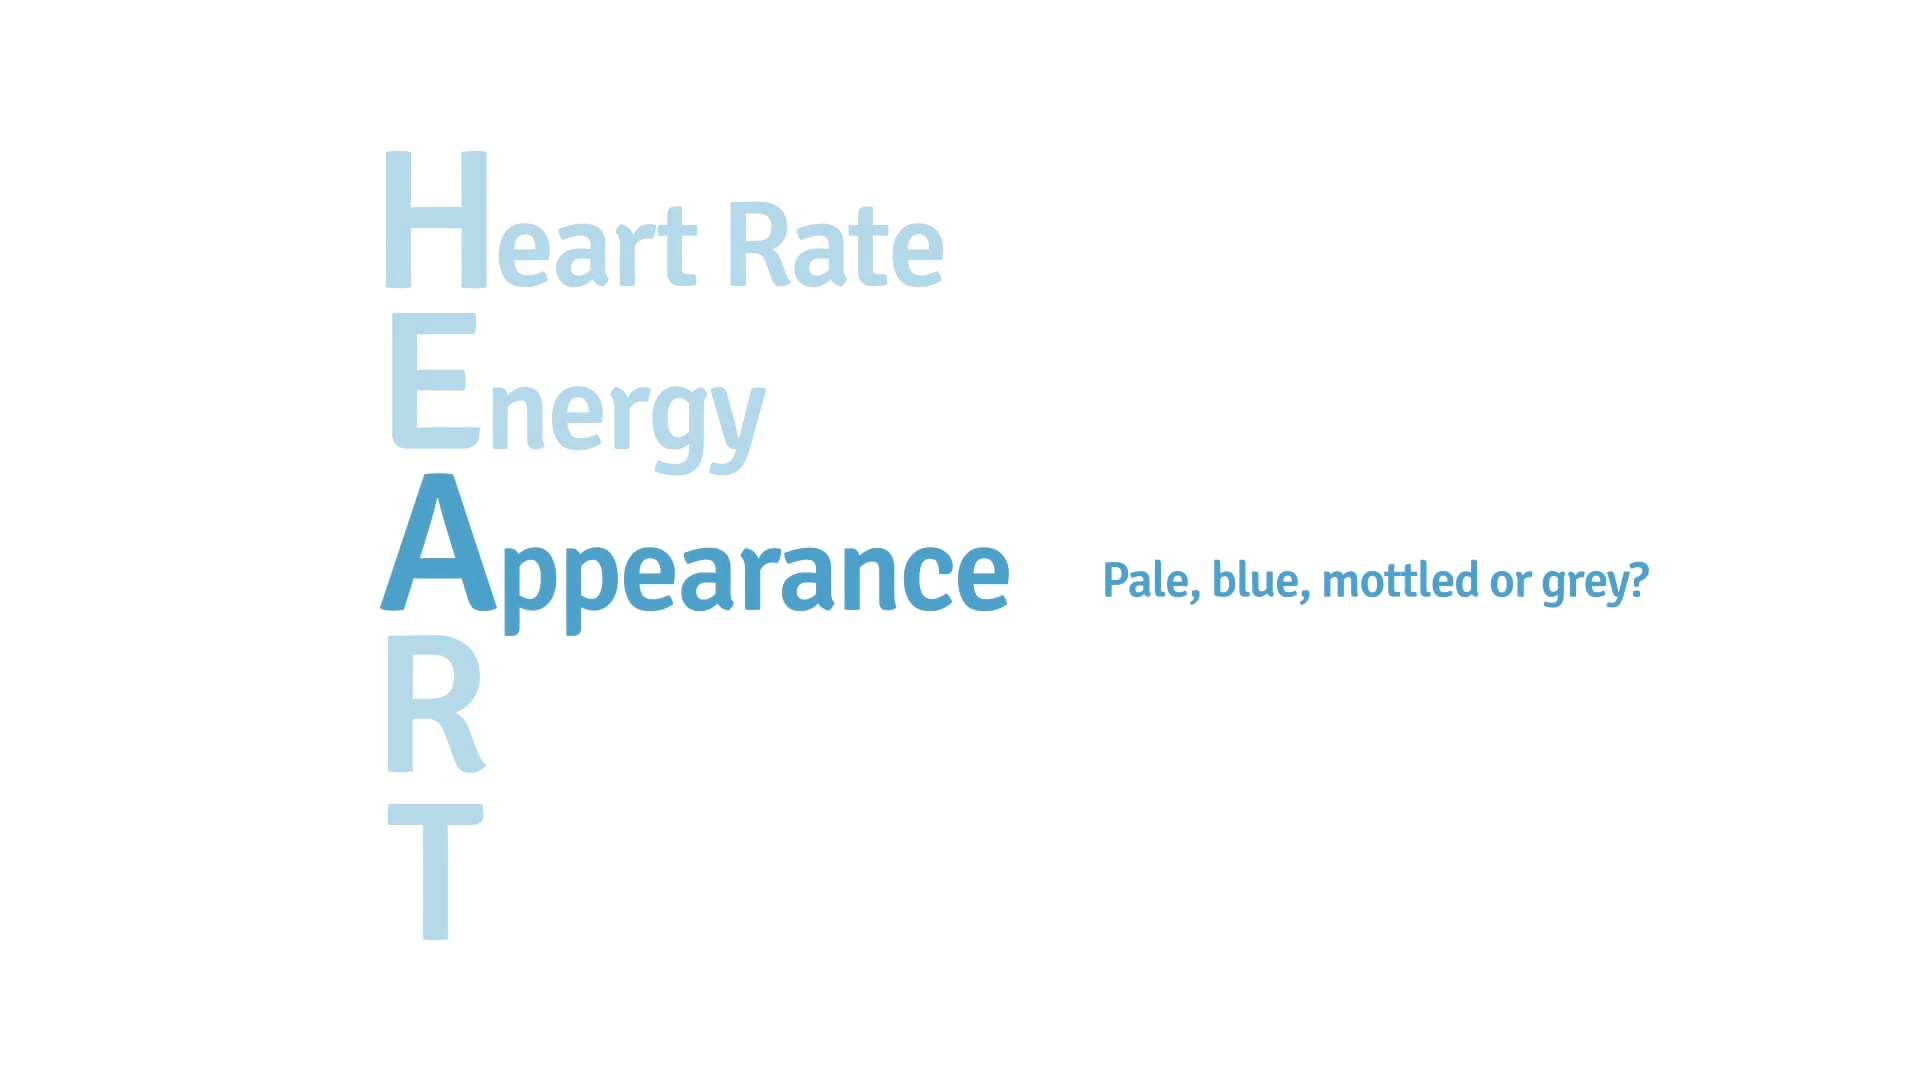 Heart Rate
Energy
Appearance Pale, blue, mottled or grey?
R
T